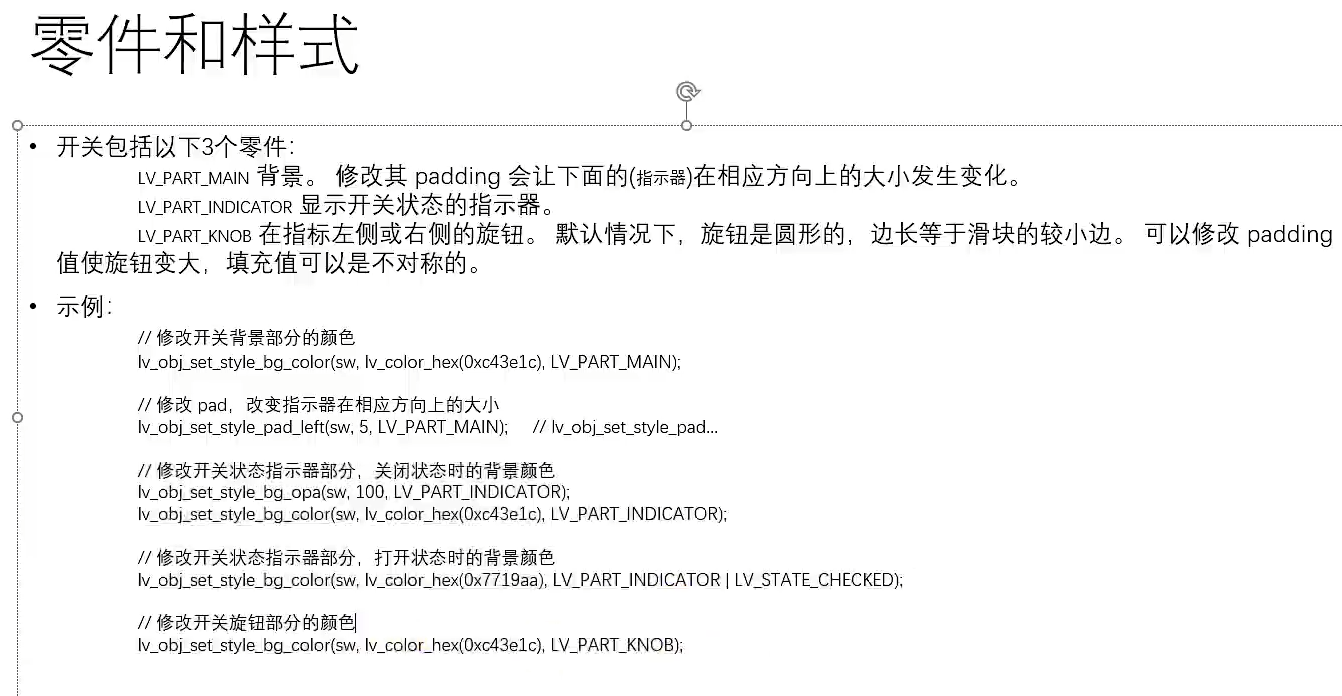 零件和样式
• 开关包括以下3个零件：
LV_PART_MAIN 背景。 修改其 padding 会让下面的(指示器)在相应方向上的大小发生变化。
LV_PART_INDICATOR 显示开关状态的指示器。
LV_PART_KNOB 在指标左侧或右侧的旋钮。 默认情况下，旋钮是圆形的，边长等于滑块的较小边。 可以修改 padding
值使旋钮变大，填充值可以是不对称的。
• 示例：
// 修改开关背景部分的颜色
lv_obj_set_style_bg_color(sw, lv_color_hex(0xc43e1c), LV_PART_MAIN);
// 修改 pad，改变指示器在相应方向上的大小
lv_obj_set_style_pad_left(sw, 5, LV_PART_MAIN); // lv_obj_set_style_pad...
// 修改开关状态指示器部分，关闭状态时的背景颜色
lv_obj_set_style_bg_opa(sw, 100, LV_PART_INDICATOR);
lv_obj_set_style_bg_color(sw, lv_color_hex(0xc43e1c), LV_PART_INDICATOR);
// 修改开关状态指示器部分，打开状态时的背景颜色
lv_obj_set_style_bg_color(sw, lv_color_hex(0x7719aa), LV_PART_INDICATOR | LV_STATE_CHECKED);
// 修改开关旋钮部分的颜色
lv_obj_set_style_bg_color(sw, lv_color_hex(0xc43e1c), LV_PART_KNOB);